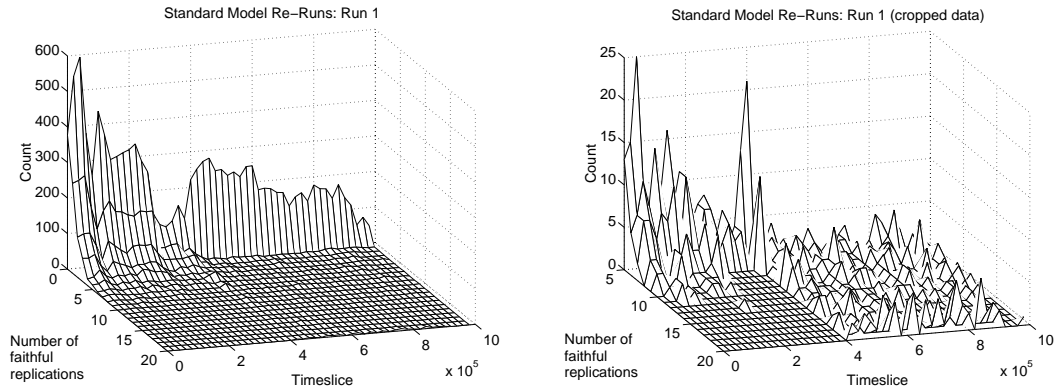 Standard Model Re−Runs: Run 1
600
500
400
300
200
100
0
Count
0
5
10
15
20
Number of
faithful
replications
0
2
4
6
8
10
x 10^5
Timeslice
Standard Model Re−Runs: Run 1 (cropped data)
25
20
15
10
5
0
Count
5
10
15
20
Number of
faithful
replications
0
2
4
6
8
10
x 10^5
Timeslice